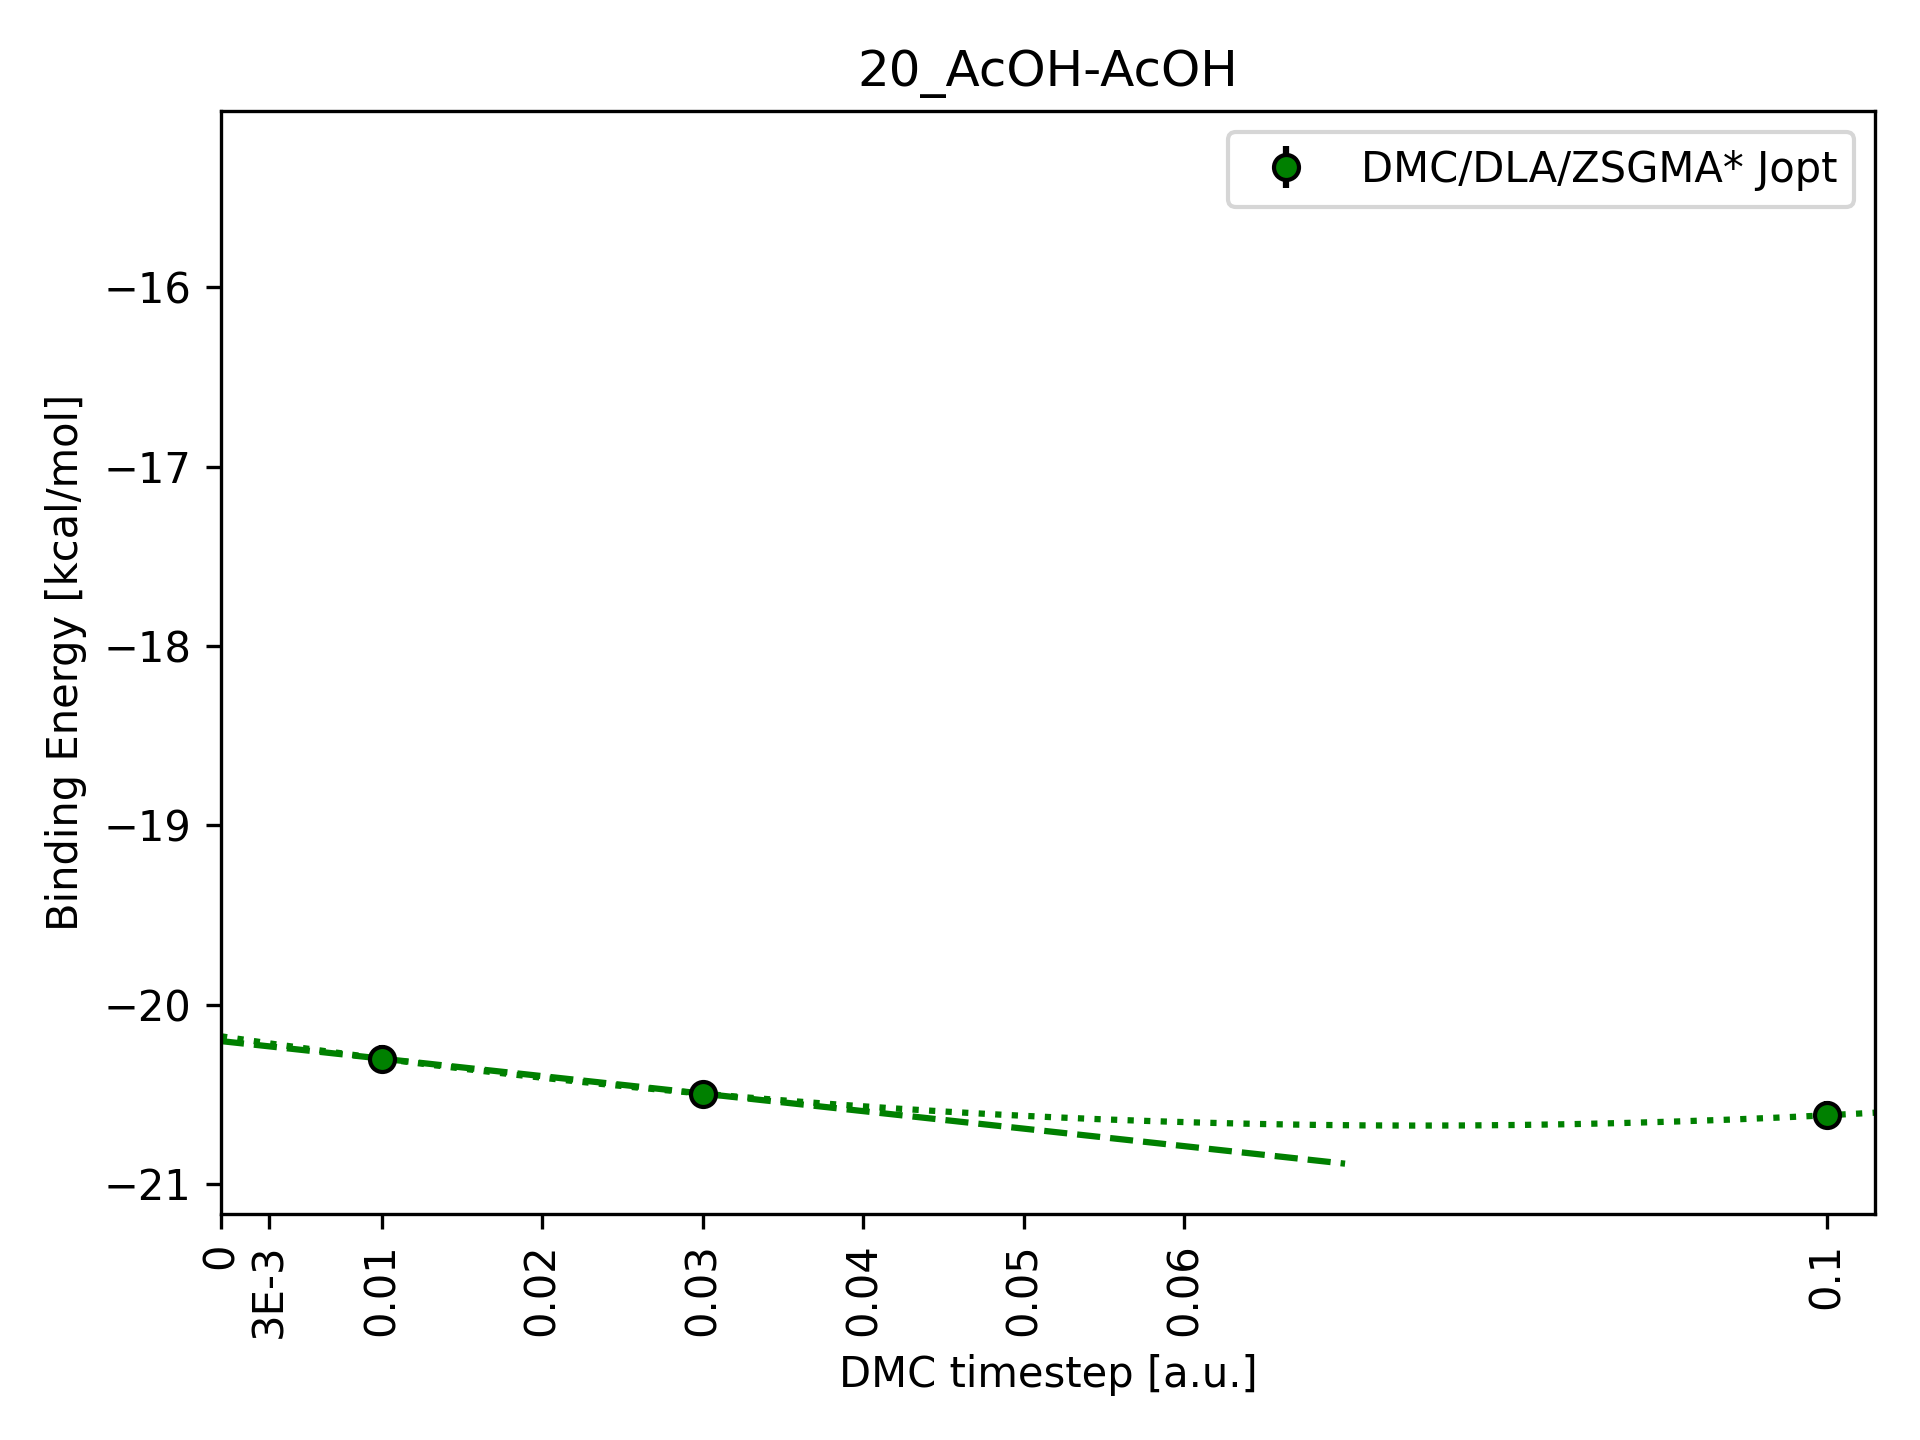 20_AcOH-AcOH
DMC/DLA/ZSGMA* Jopt
−16
−17
−18
−19
−20
−21
Binding Energy [kcal/mol]
0
3E-3
0.01
0.02
0.03
0.04
0.05
0.06
0.1
DMC timestep [a.u.]